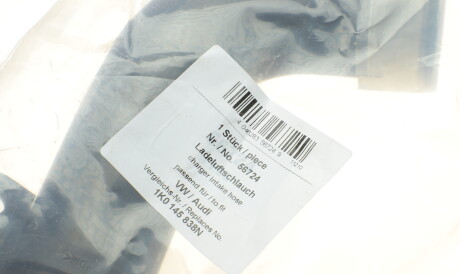 1 Stück / piece
Nr. / No. 56724
Ladeluftschlauch
charger intake hose
passend für / to fit
VW / Audi
Vergleichs-Nr. / Replaces No.
1K0 145 838N